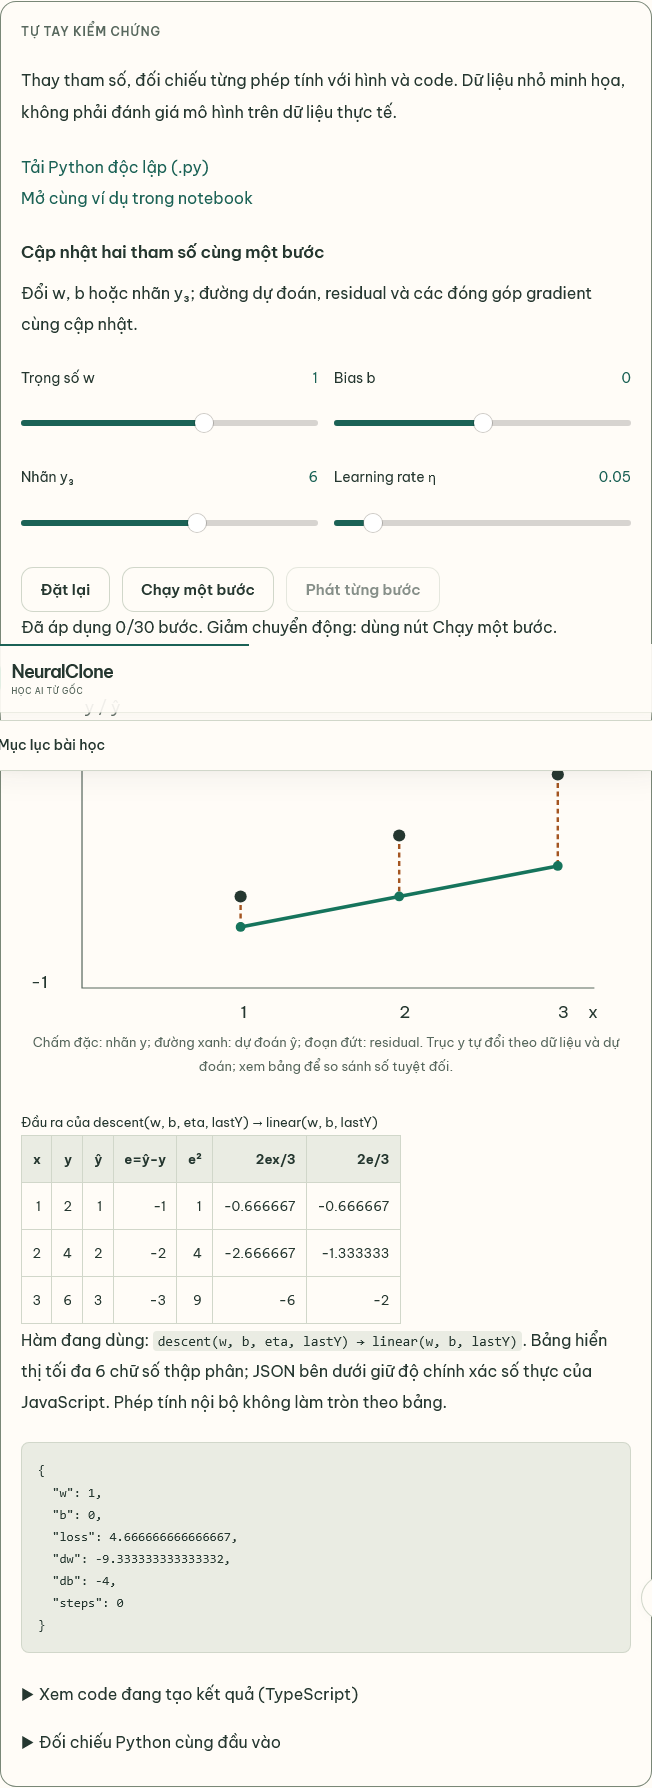 TỰ TAY KIỂM CHỨNG
Thay tham số, đối chiếu từng phép tính với hình và code. Dữ liệu nhỏ minh họa,
không phải đánh giá mô hình trên dữ liệu thực tế.
Tải Python độc lập (.py)
Mở cùng ví dụ trong notebook
Cập nhật hai tham số cùng một bước
Đổi w, b hoặc nhãn y₃; đường dự đoán, residual và các đóng góp gradient
cùng cập nhật.
Trọng số w 1 Bias b 0
Nhãn y₃ 6 Learning rate η 0.05
Đặt lại Chạy một bước Phát từng bước
Đã áp dụng 0/30 bước. Giảm chuyển động: dùng nút Chạy một bước.
NeuralClone
HỌC AI TỪ GỐC
y / ŷ
Mục lục bài học
-1
1 2 3 x
Chấm đặc: nhãn y; đường xanh: dự đoán ŷ; đoạn đứt: residual. Trục y tự đổi theo dữ liệu và dự
đoán; xem bảng để so sánh số tuyệt đối.
Đầu ra của descent(w, b, eta, lastY) → linear(w, b, lastY)
x y ŷ e=ŷ-y e² 2ex/3 2e/3
1 2 1 -1 1 -0.666667 -0.666667
2 4 2 -2 4 -2.666667 -1.333333
3 6 3 -3 9 -6 -2
Hàm đang dùng: descent(w, b, eta, lastY) → linear(w, b, lastY). Bảng hiển
thị tối đa 6 chữ số thập phân; JSON bên dưới giữ độ chính xác số thực của
JavaScript. Phép tính nội bộ không làm tròn theo bảng.
{
"w": 1,
"b": 0,
"loss": 4.666666666666667,
"dw": -9.333333333333332,
"db": -4,
"steps": 0
}
▶ Xem code đang tạo kết quả (TypeScript)
▶ Đối chiếu Python cùng đầu vào